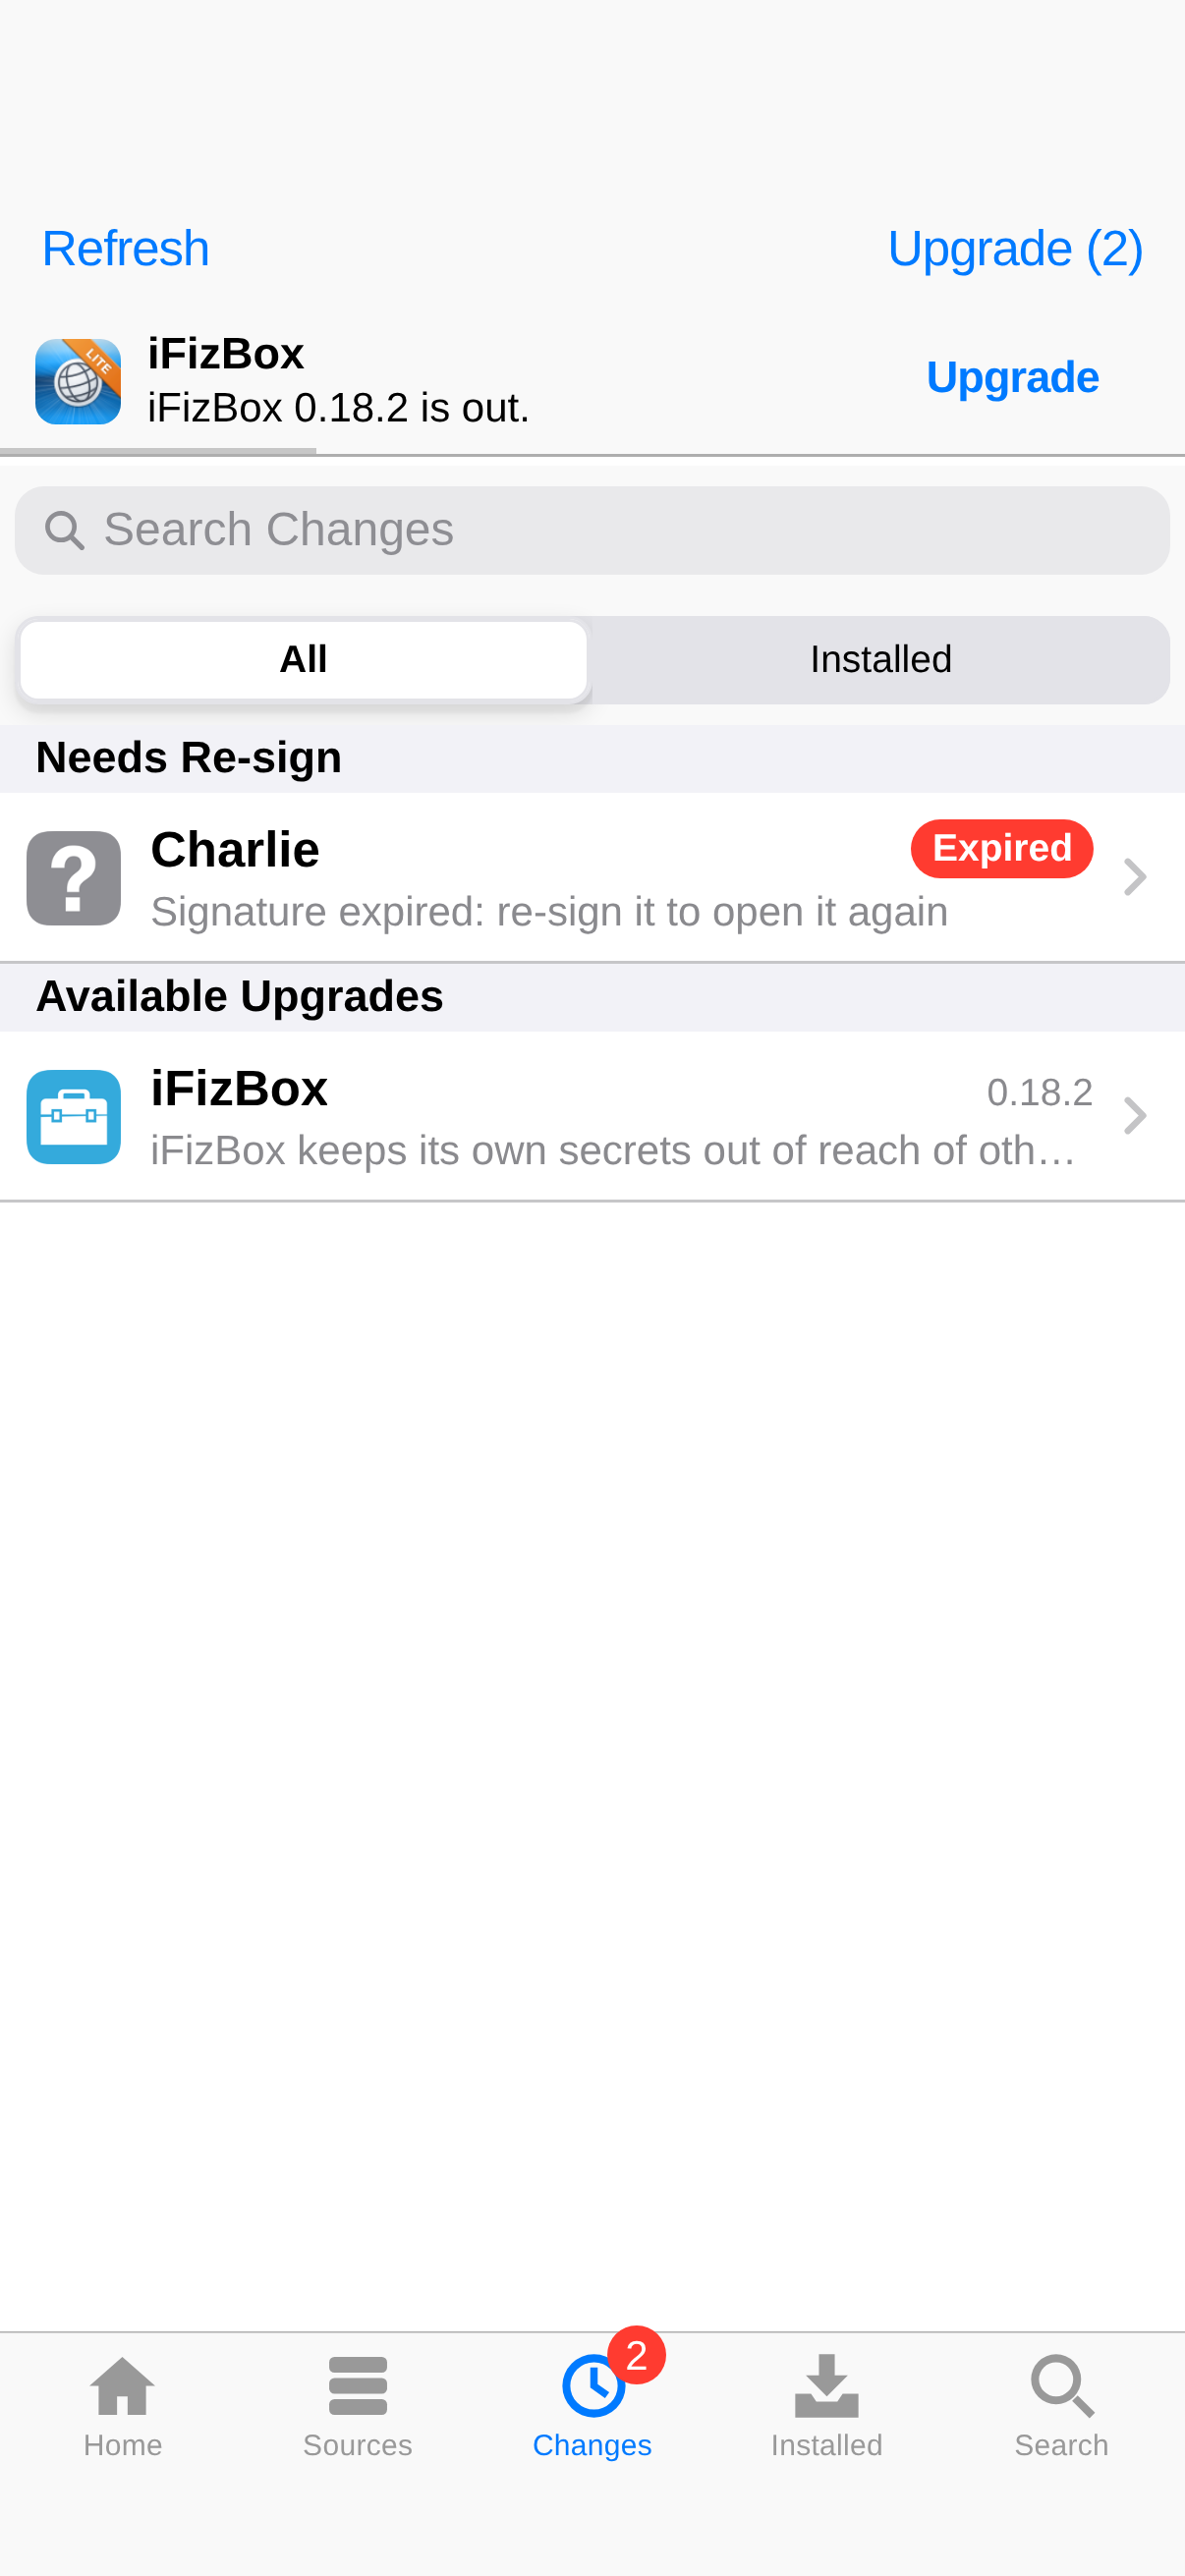 Refresh
Upgrade (2)
LITE
iFizBox
iFizBox 0.18.2 is out.
Upgrade
Search Changes
All
Installed
Needs Re-sign
Charlie
Expired
Signature expired: re-sign it to open it again
Available Upgrades
iFizBox
0.18.2
iFizBox keeps its own secrets out of reach of oth…
2
Home
Sources
Changes
Installed
Search